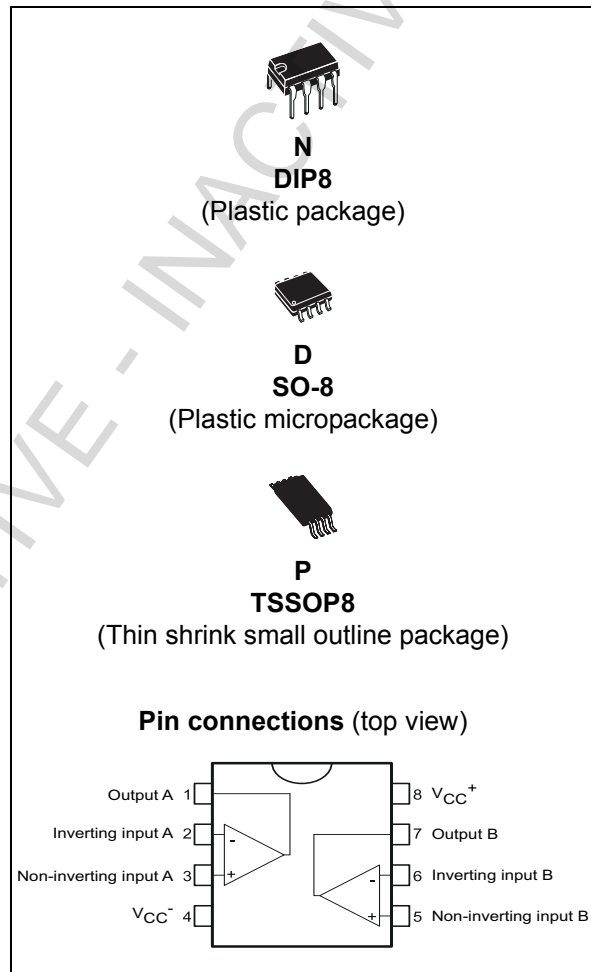 N
DIP8
(Plastic package)
D
SO-8
(Plastic micropackage)
P
TSSOP8
(Thin shrink small outline package)
Pin connections (top view)
Output A 1
Inverting input A 2
Non-inverting input A 3
VCC- 4
8 VCC+
7 Output B
6 Inverting input B
5 Non-inverting input B
-
+
-
+